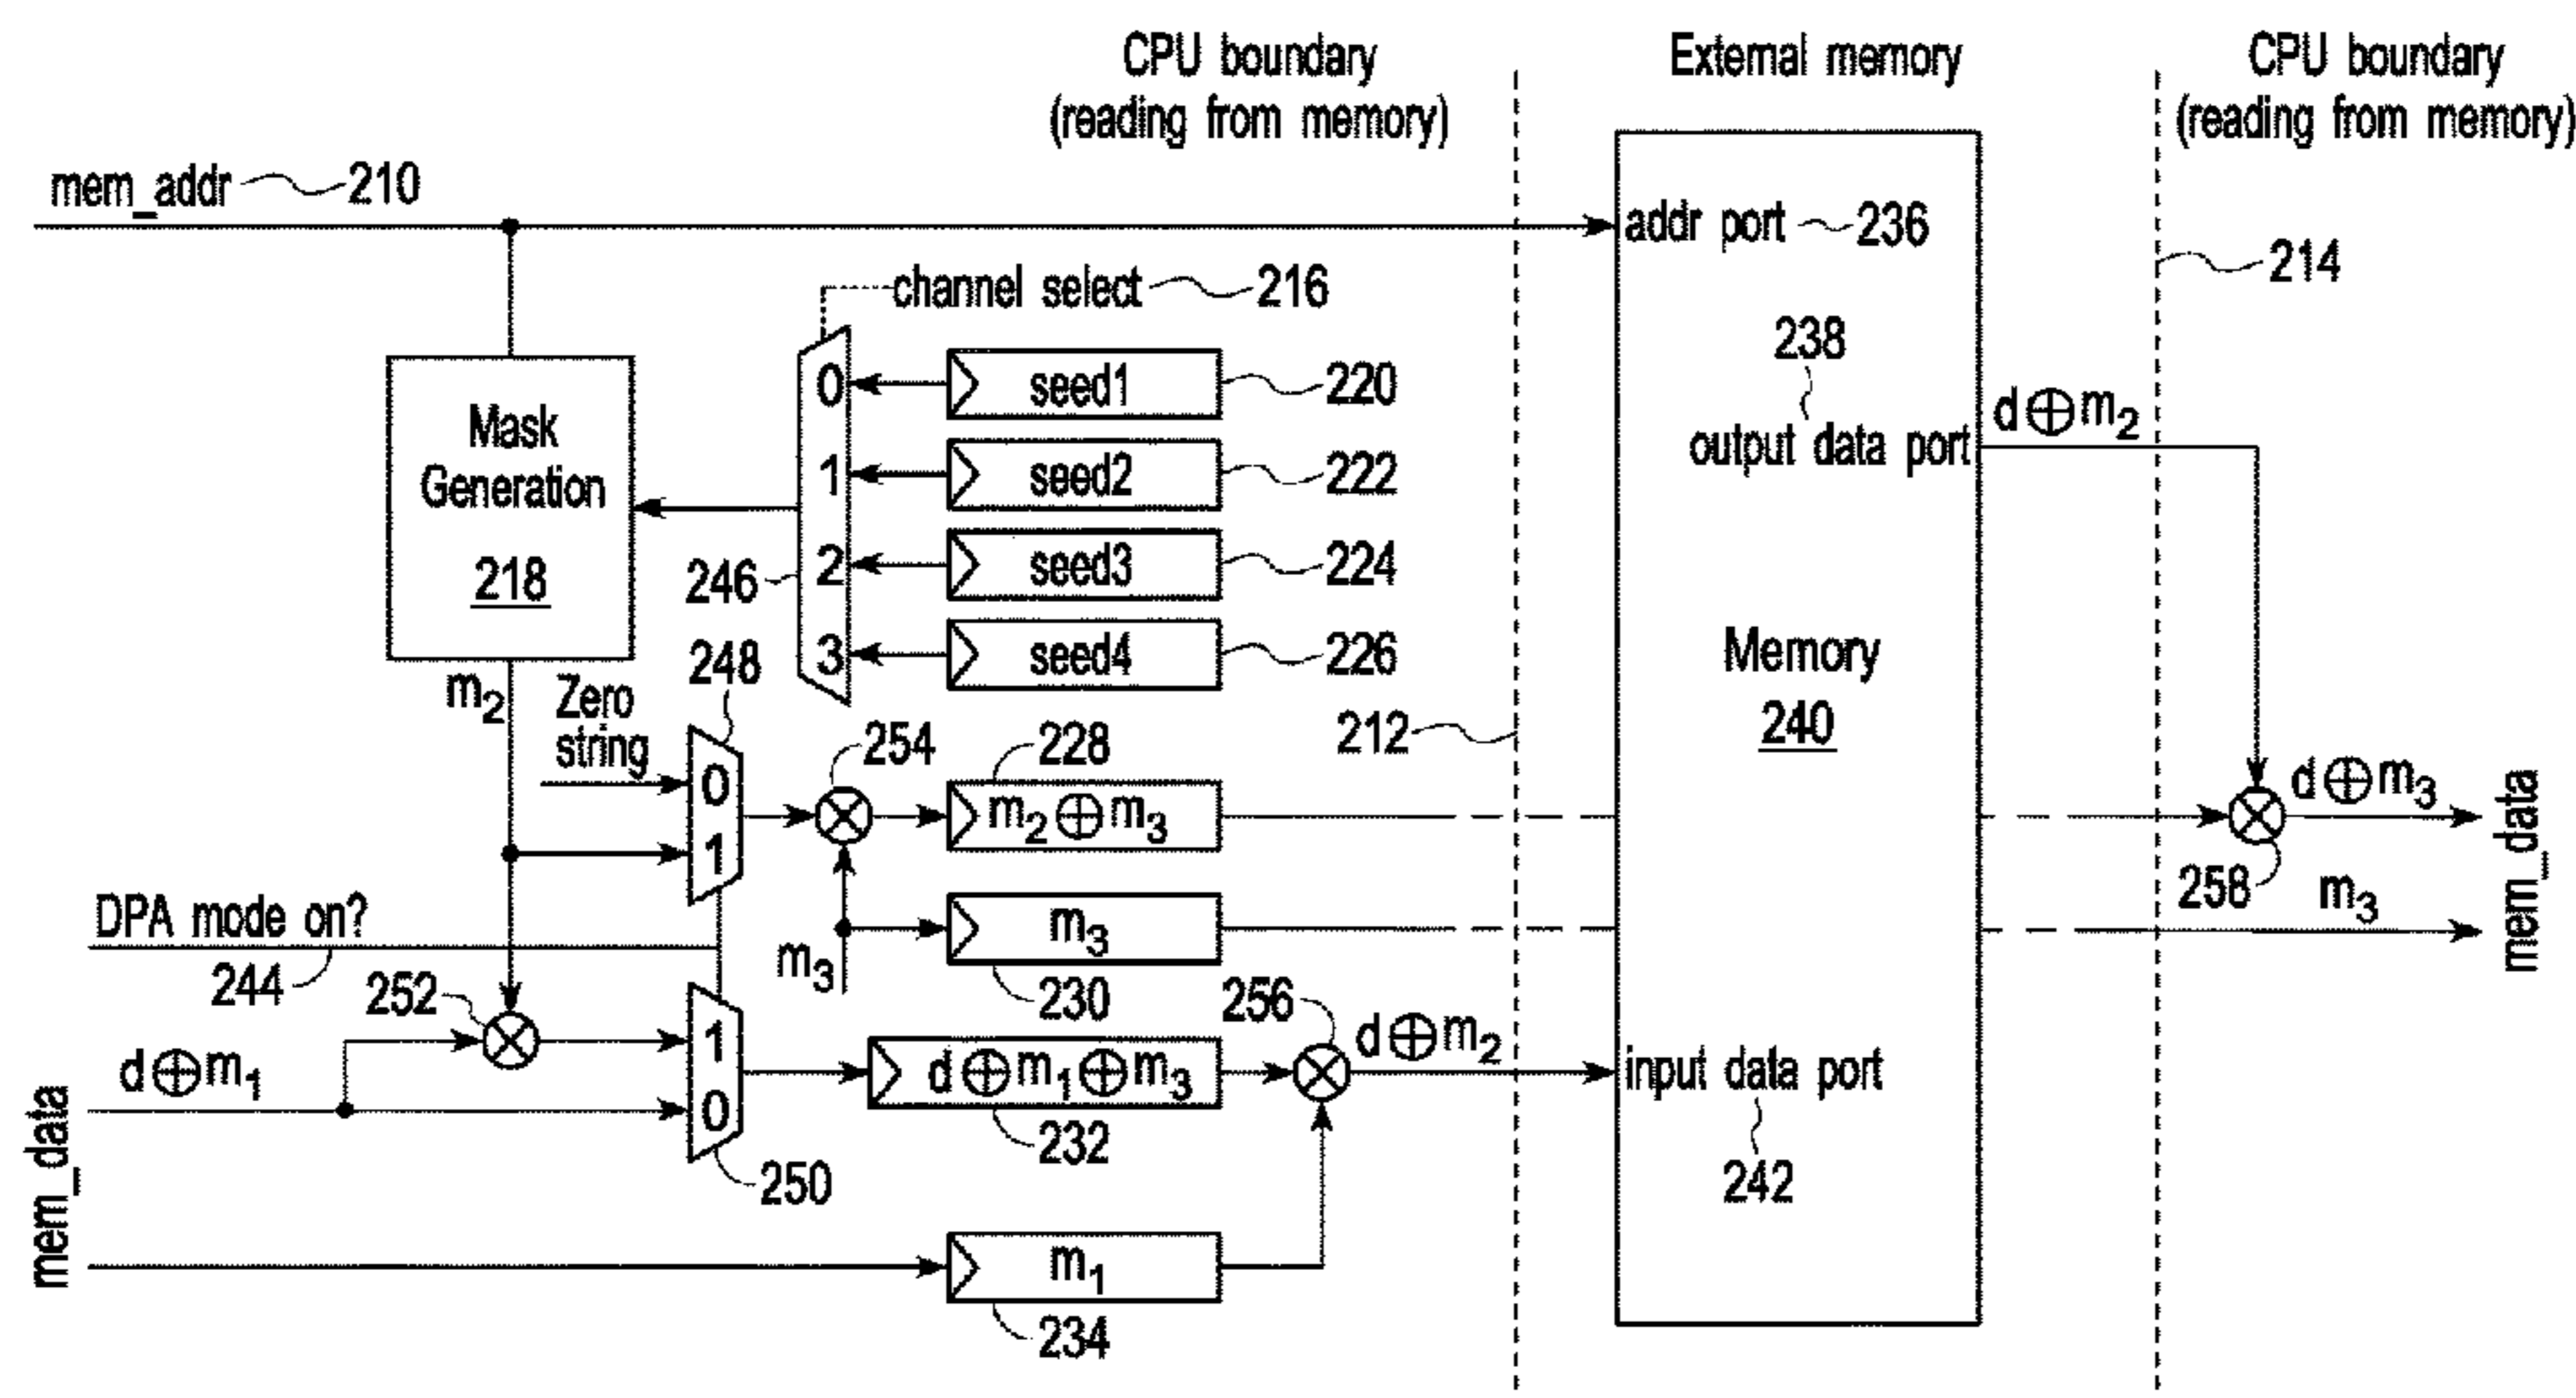 CPU boundary
(reading from memory)
External memory
CPU boundary
(reading from memory)
mem_addr 210
addr port 236
214
channel select 216
238
output data port
d⊕m2
Mask
Generation
218
246
0
1
2
3
seed1 220
seed2 222
seed3 224
seed4 226
212
Memory
240
m2
Zero
string
248
0
1
254
228
m2⊕m3
258
d⊕m3
m3
mem_data
DPA mode on?
244
m3
m3
230
252
d⊕m1
1
0
250
d⊕m1⊕m3
232
256
d⊕m2
input data port
242
mem_data
m1
234